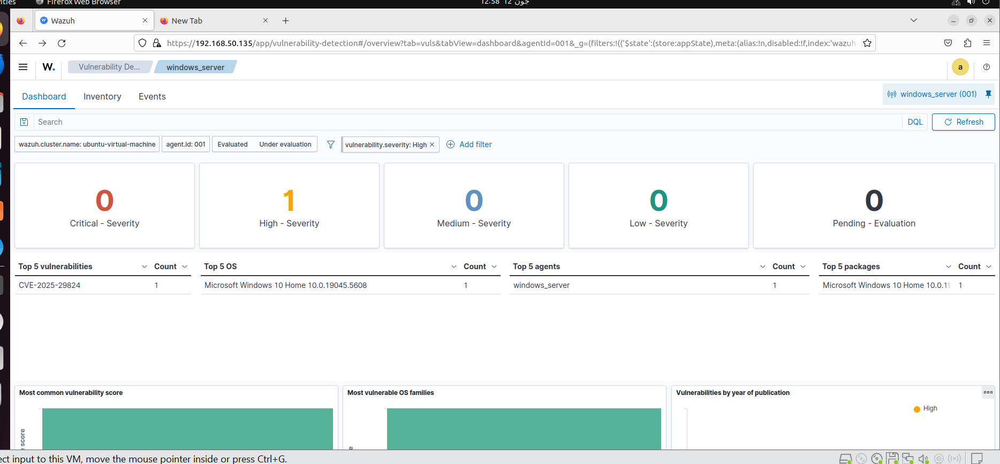 Firefox Web Browser
12:58 12 جون
Wazuh
New Tab
https://192.168.50.135/app/vulnerability-detection#/overview?tab=vuls&tabView=dashboard&agentId=001&_g=(filters:!(('$state':(store:appState),meta:(alias:!n,disabled:!f,index:'wazuh-
W. Vulnerability De... windows_server a
Dashboard Inventory Events windows_server (001)
Search DQL Refresh
wazuh.cluster.name: ubuntu-virtual-machine agent.id: 001 Evaluated Under evaluation vulnerability.severity: High Add filter
0 1 0 0 0
Critical - Severity High - Severity Medium - Severity Low - Severity Pending - Evaluation
Top 5 vulnerabilities Count Top 5 OS Count Top 5 agents Count Top 5 packages Count
CVE-2025-29824 1 Microsoft Windows 10 Home 10.0.19045.5608 1 windows_server 1 Microsoft Windows 10 Home 10.0.19 1
Most common vulnerability score Most vulnerable OS families Vulnerabilities by year of publication
High
score
ect input to this VM, move the mouse pointer inside or press Ctrl+G.